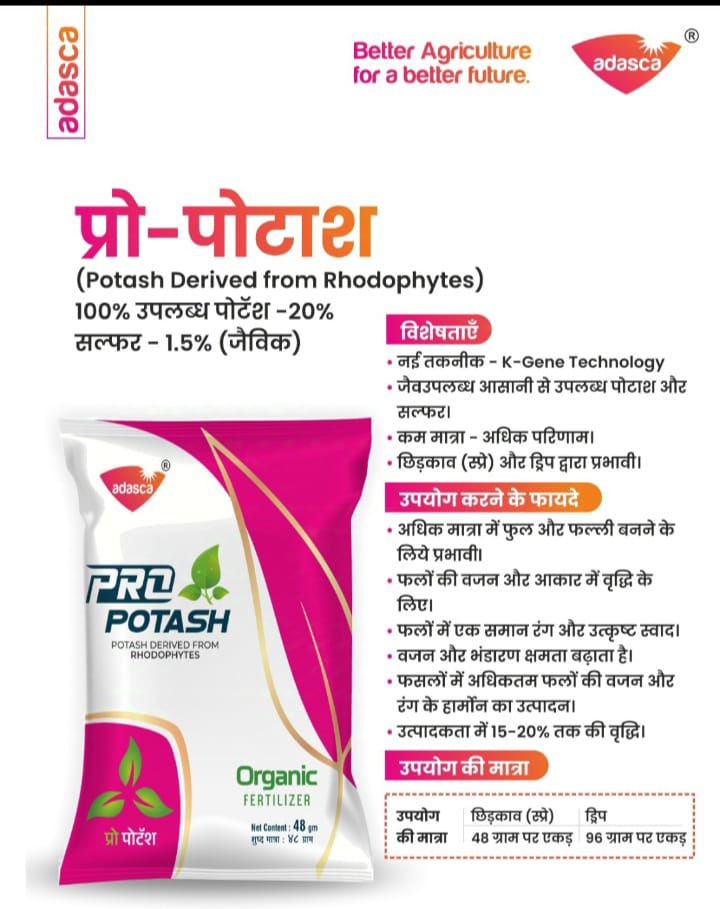 adasca
Better Agriculture
for a better future.
adasca
®
प्रो-पोटाश
(Potash Derived from Rhodophytes)
100% उपलब्ध पोटॅश -20%
सल्फर - 1.5% (जैविक)
विशेषताएँ
• नई तकनीक - K-Gene Technology
• जैवउपलब्ध आसानी से उपलब्ध पोटाश और
सल्फर।
• कम मात्रा - अधिक परिणाम।
• छिड़काव (स्प्रे) और ड्रिप द्वारा प्रभावी।
उपयोग करने के फायदे
• अधिक मात्रा में फुल और फल्ली बनने के
लिये प्रभावी।
• फलों की वजन और आकार में वृद्धि के
लिए।
• फलों में एक समान रंग और उत्कृष्ट स्वाद।
• वजन और भंडारण क्षमता बढ़ाता है।
• फसलों में अधिकतम फलों की वजन और
रंग के हार्मोन का उत्पादन।
• उत्पादकता में 15-20% तक की वृद्धि।
उपयोग की मात्रा
उपयोग छिड़काव (स्प्रे) ड्रिप
की मात्रा 48 ग्राम पर एकड़ 96 ग्राम पर एकड़
adasca
®
PRO
POTASH
POTASH DERIVED FROM
RHODOPHYTES
Organic
FERTILIZER
Net Content : 48 gm
शुध्द मात्रा : ४८ ग्राम
प्रो पोटॅश